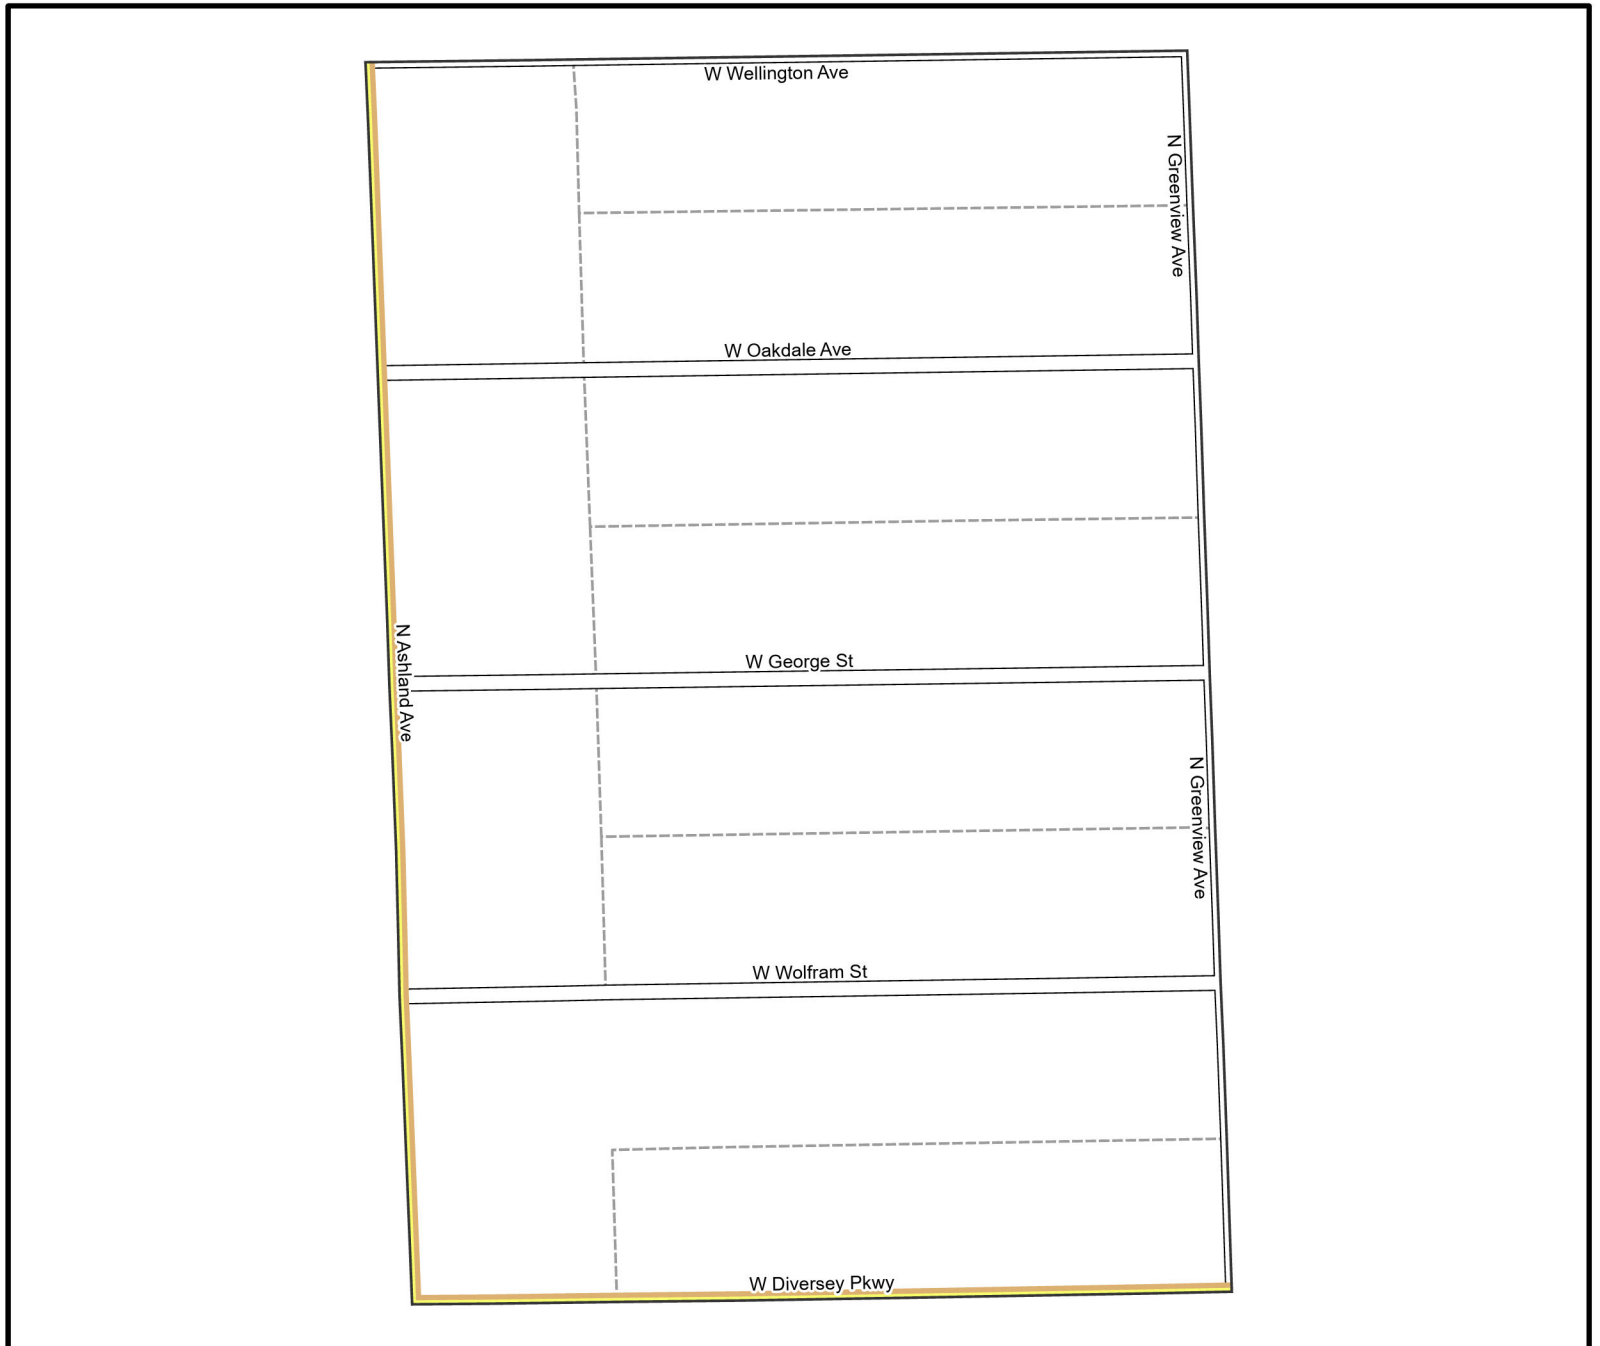 W Wellington Ave
N Greenview Ave
W Oakdale Ave
N Ashland Ave
W George St
N Greenview Ave
W Wolfram St
W Diversey Pkwy